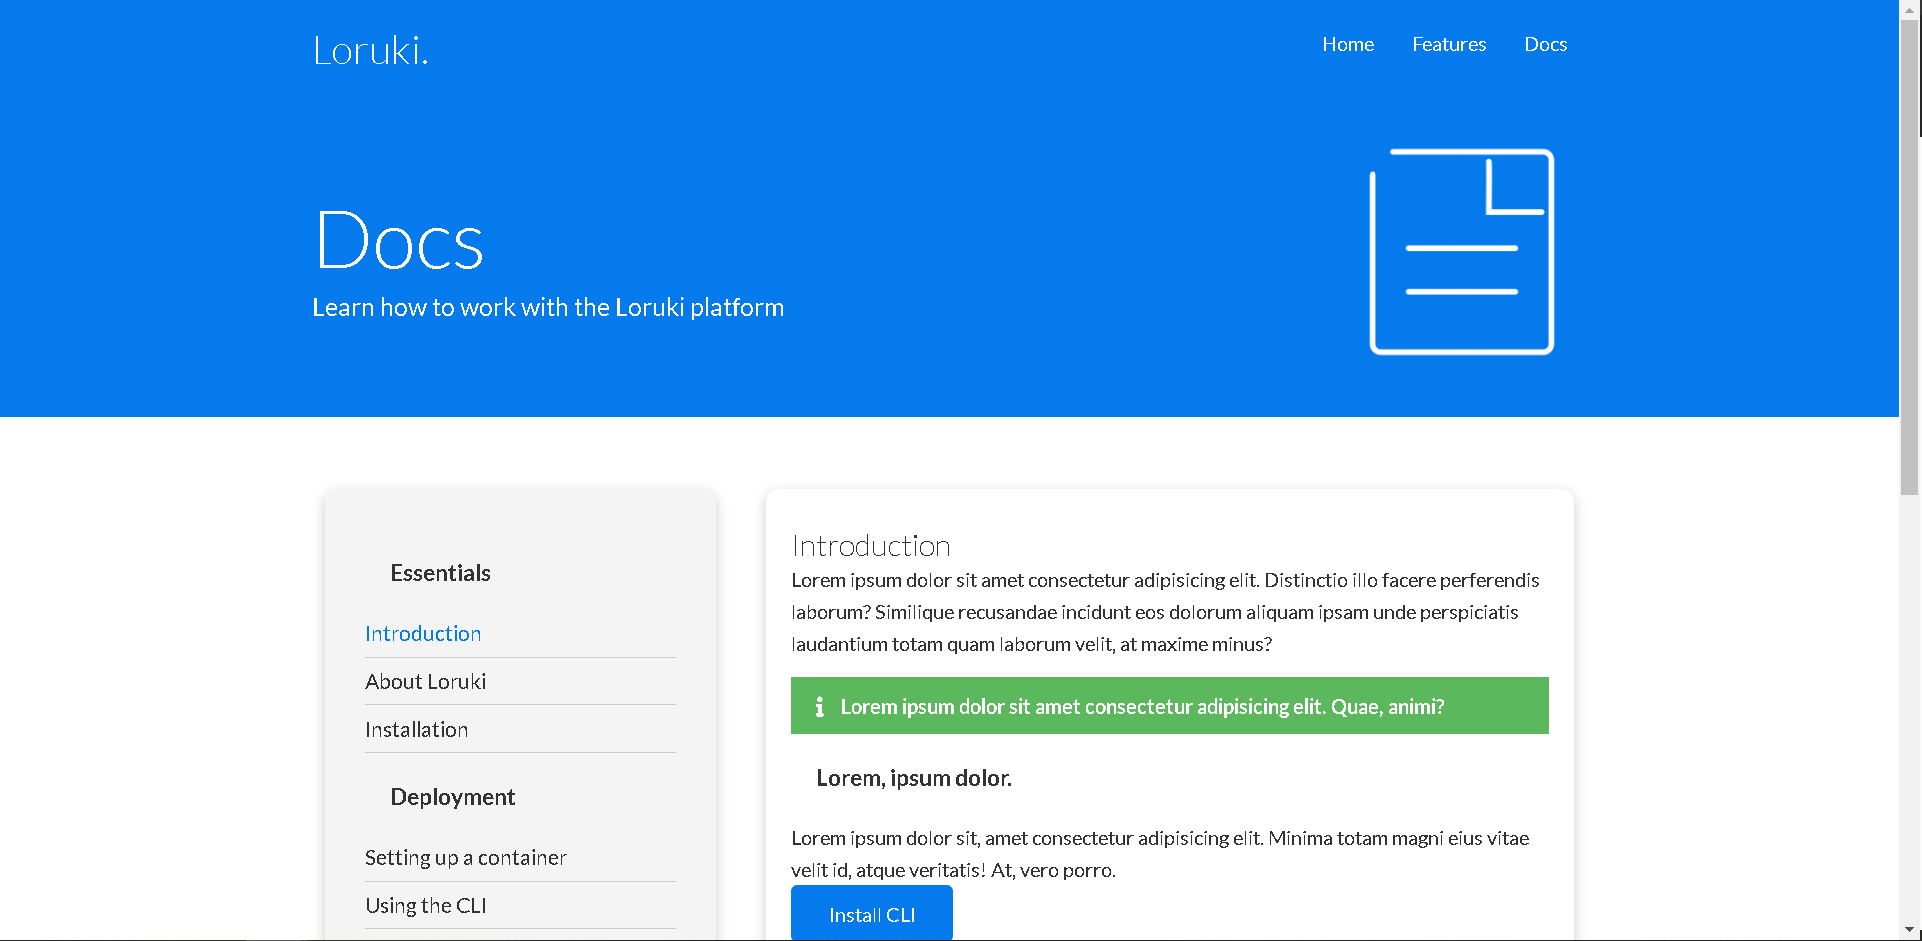 Loruki.
Home Features Docs
Docs
Learn how to work with the Loruki platform
Essentials
Introduction
About Loruki
Installation
Deployment
Setting up a container
Using the CLI
Introduction
Lorem ipsum dolor sit amet consectetur adipisicing elit. Distinctio illo facere perferendis
laborum? Similique recusandae incidunt eos dolorum aliquam ipsam unde perspiciatis
laudantium totam quam laborum velit, at maxime minus?
Lorem ipsum dolor sit amet consectetur adipisicing elit. Quae, animi?
Lorem, ipsum dolor.
Lorem ipsum dolor sit, amet consectetur adipisicing elit. Minima totam magni eius vitae
velit id, atque veritatis! At, vero porro.
Install CLI